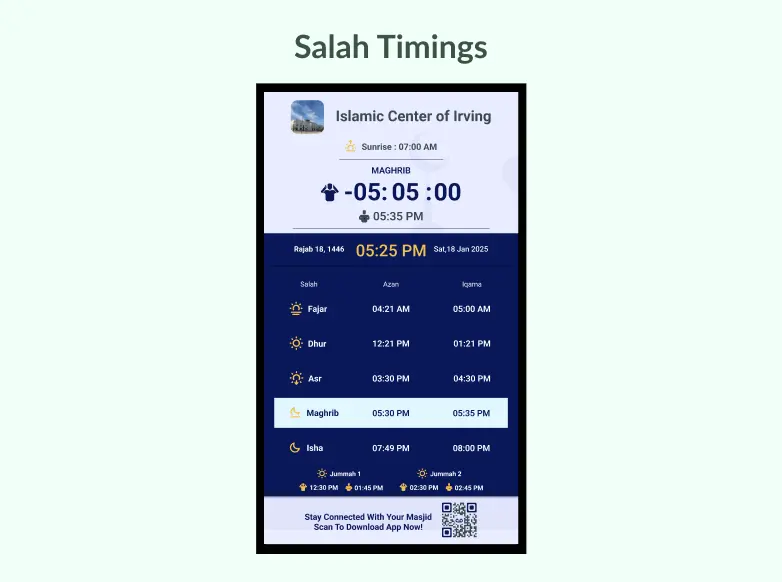 Salah Timings
Islamic Center of Irving
Sunrise : 07:00 AM
MAGHRIB
-05: 05 :00
05:35 PM
Rajab 18, 1446 05:25 PM Sat,18 Jan 2025
Salah Azan Iqama
Fajar 04:21 AM 05:00 AM
Dhur 12:21 PM 01:21 PM
Asr 03:30 PM 04:30 PM
Maghrib 05:30 PM 05:35 PM
Isha 07:49 PM 08:00 PM
Jummah 1 Jummah 2
12:30 PM 01:45 PM 02:30 PM 02:45 PM
Stay Connected With Your Masjid
Scan To Download App Now!